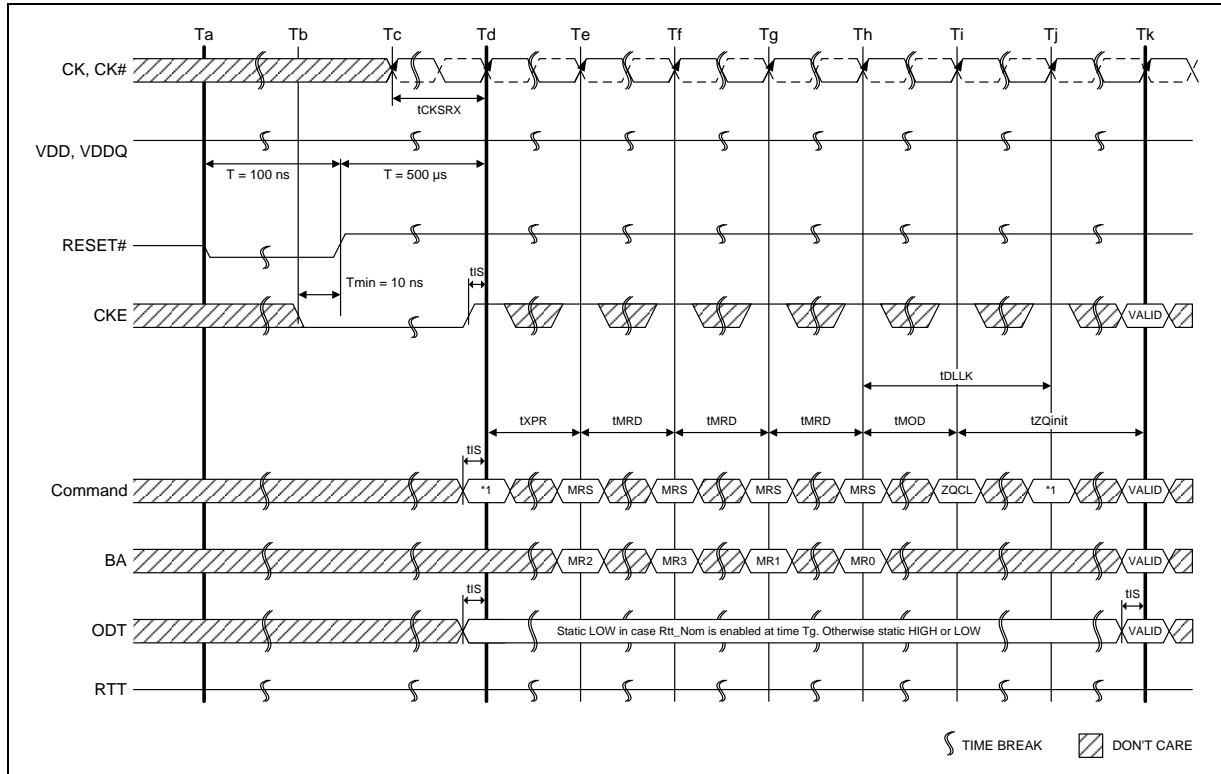 Ta Tb Tc Td Te Tf Tg Th Ti Tj Tk
CK, CK#
tCKSRX
VDD, VDDQ
T = 100 ns T = 500 µs
RESET#
Tmin = 10 ns tIS
CKE VALID
tDLLK
tXPR tMRD tMRD tMRD tMOD tZQinit
tIS
Command *1 MRS MRS MRS MRS ZQCL *1 VALID
BA MR2 MR3 MR1 MR0 VALID
tIS tIS
ODT Static LOW in case Rtt_Nom is enabled at time Tg. Otherwise static HIGH or LOW VALID
RTT
TIME BREAK DON'T CARE